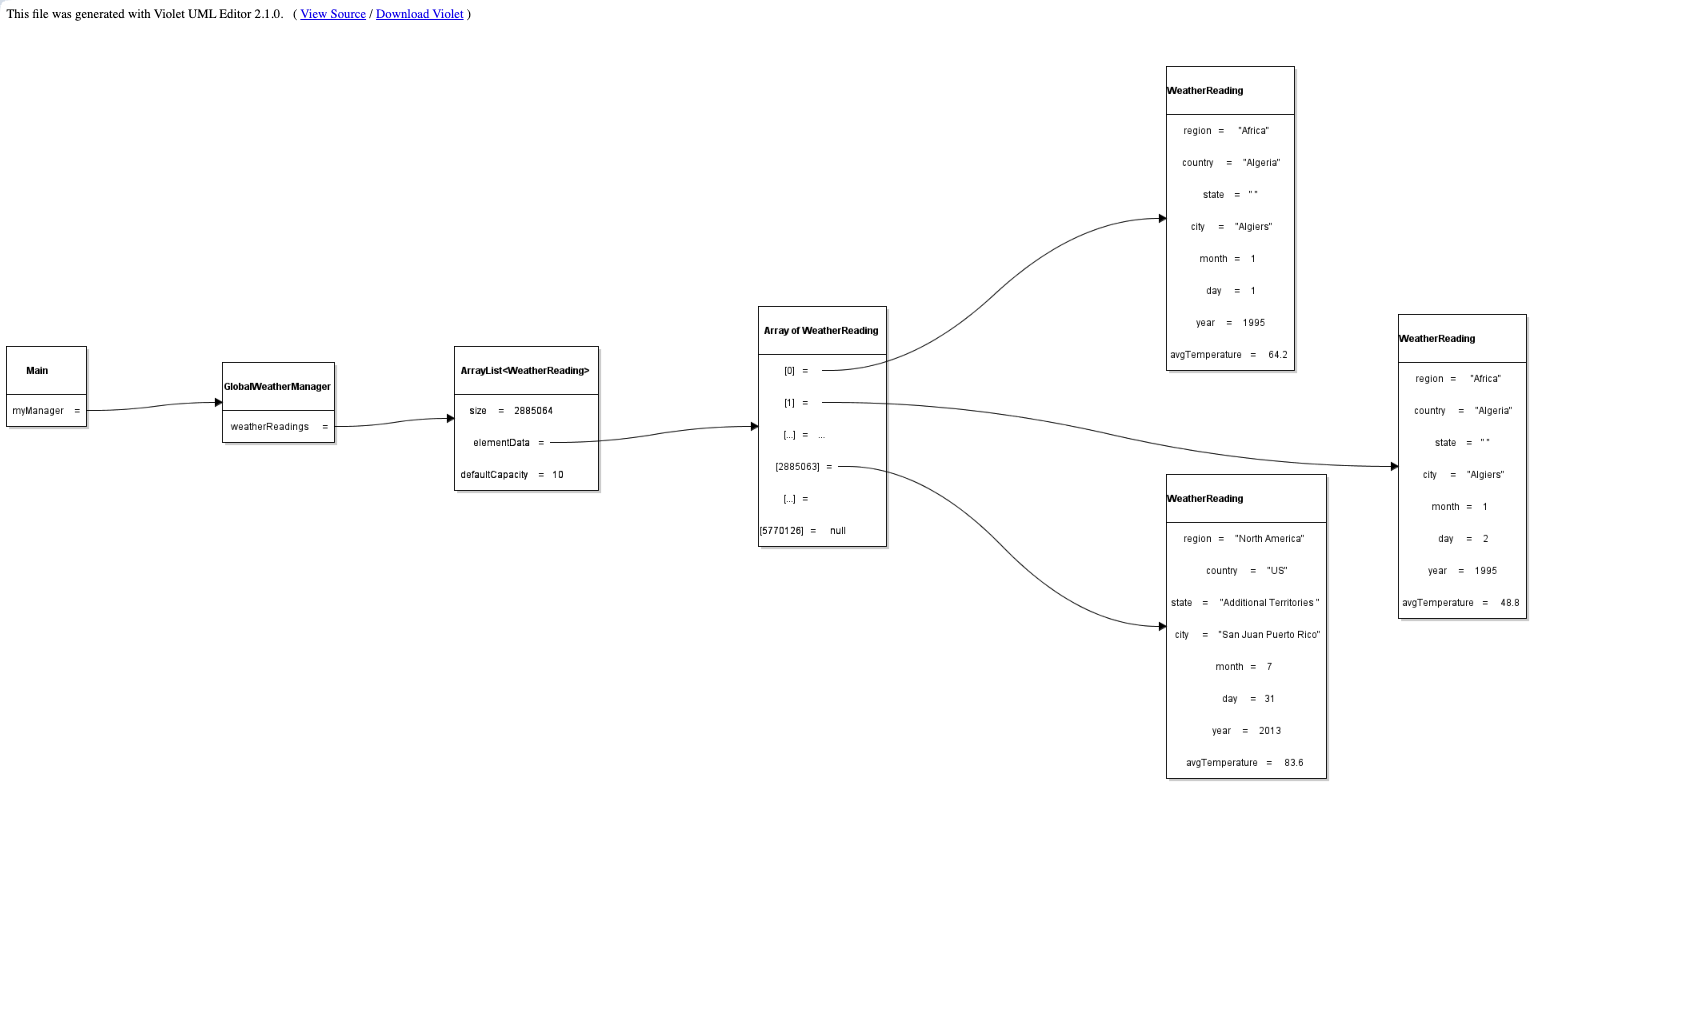 This file was generated with Violet UML Editor 2.1.0. ( View Source / Download Violet )
Main
myManager =
GlobalWeatherManager
weatherReadings =
ArrayList<WeatherReading>
size = 2885064
elementData =
defaultCapacity = 10
Array of WeatherReading
[0] =
[1] =
[...] = ...
[2885063] =
[...] =
[5770126] = null
WeatherReading
region = "Africa"
country = "Algeria"
state = " "
city = "Algiers"
month = 1
day = 1
year = 1995
avgTemperature = 64.2
WeatherReading
region = "Africa"
country = "Algeria"
state = " "
city = "Algiers"
month = 1
day = 2
year = 1995
avgTemperature = 48.8
WeatherReading
region = "North America"
country = "US"
state = "Additional Territories "
city = "San Juan Puerto Rico"
month = 7
day = 31
year = 2013
avgTemperature = 83.6